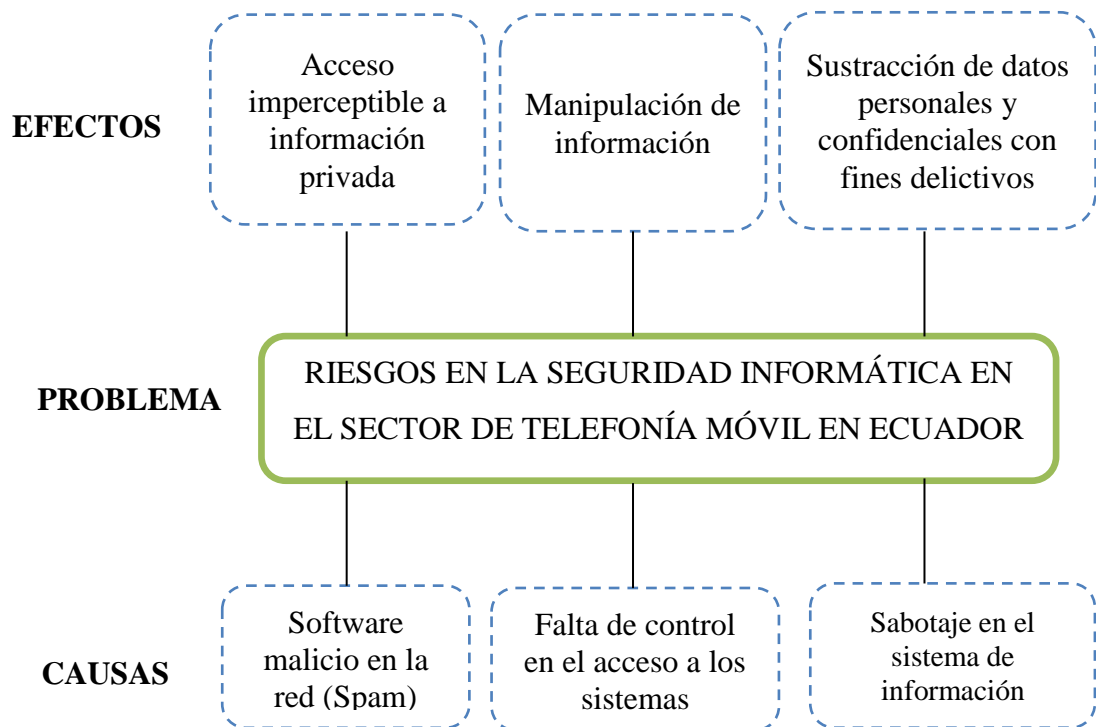 EFECTOS
Acceso
imperceptible a
información
privada
Manipulación de
información
Sustracción de datos
personales y
confidenciales con
fines delictivos
PROBLEMA
RIESGOS EN LA SEGURIDAD INFORMÁTICA EN
EL SECTOR DE TELEFONÍA MÓVIL EN ECUADOR
CAUSAS
Software
malicio en la
red (Spam)
Falta de control
en el acceso a los
sistemas
Sabotaje en el
sistema de
información